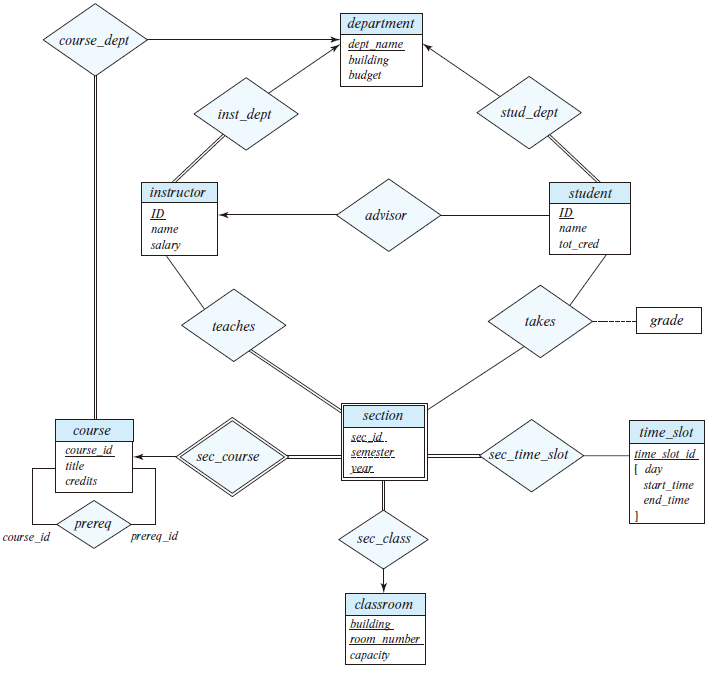 department
course_dept
dept_name
building
budget
inst_dept
stud_dept
instructor
ID
name
salary
advisor
student
ID
name
tot_cred
teaches
takes
grade
section
sec_id
semester
year
course
course_id
title
credits
sec_course
sec_time_slot
time_slot
time_slot_id
[ day
start_time
end_time
]
prereq
course_id
prereq_id
sec_class
classroom
building
room_number
capacity